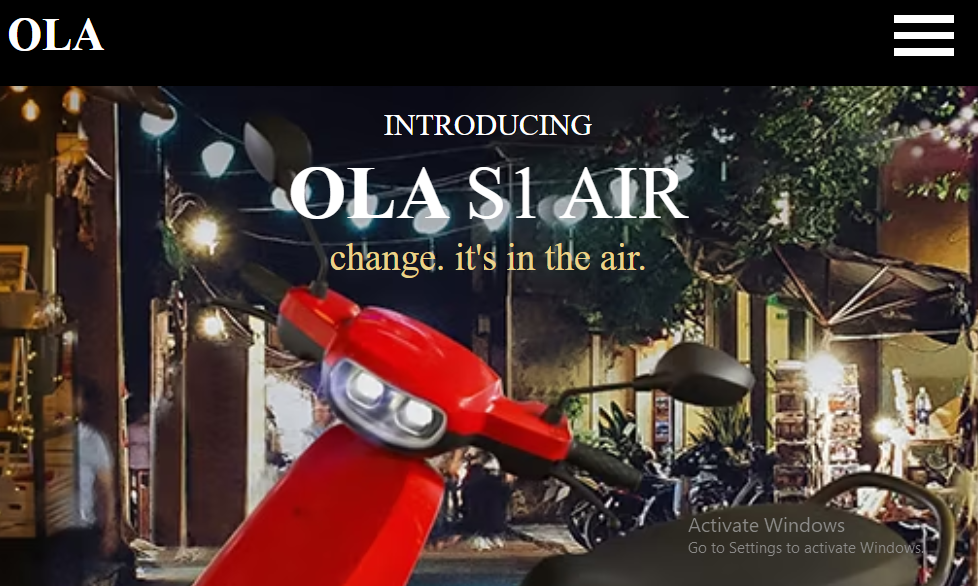 OLA
INTRODUCING
OLA S1 AIR
change. it's in the air.
Activate Windows
Go to Settings to activate Windows.